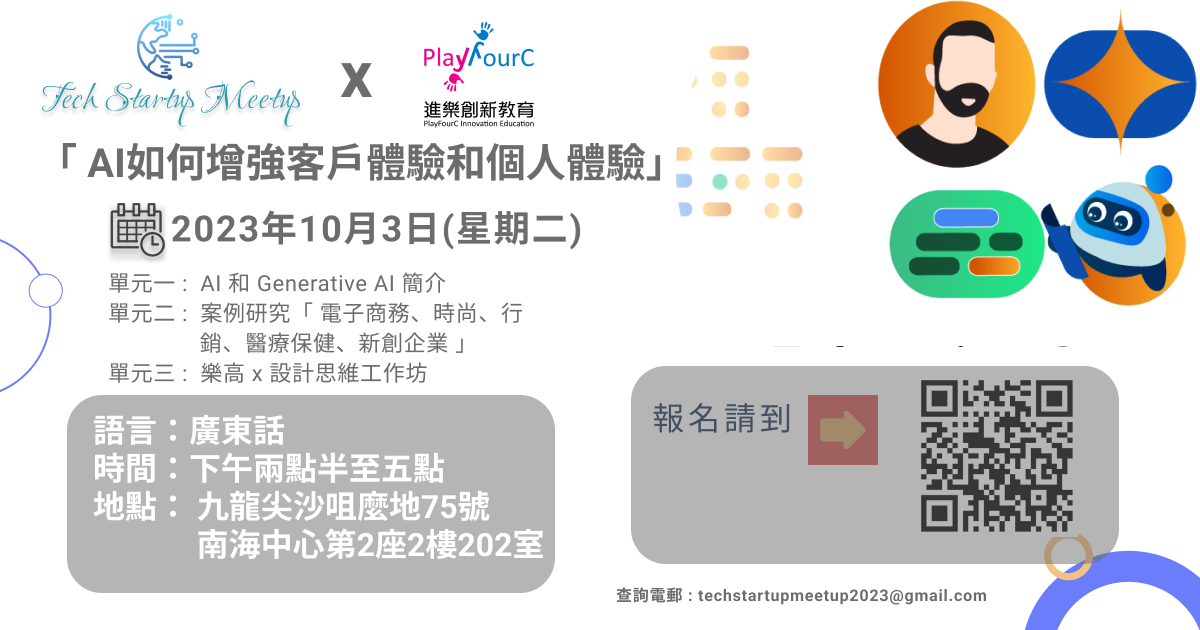 Tech Startup Meetup
X
PlayFourC
進樂創新教育
PlayFourC Innovation Education
「 AI如何增強客戶體驗和個人體驗」
2023年10月3日(星期二)
單元一 : AI 和 Generative AI 簡介
單元二 : 案例研究「 電子商務、時尚、行
銷、醫療保健、新創企業 」
單元三 : 樂高 x 設計思維工作坊
語言：廣東話
時間：下午兩點半至五點
地點： 九龍尖沙咀麼地75號
南海中心第2座2樓202室
報名請到
查詢電郵 : techstartupmeetup2023@gmail.com